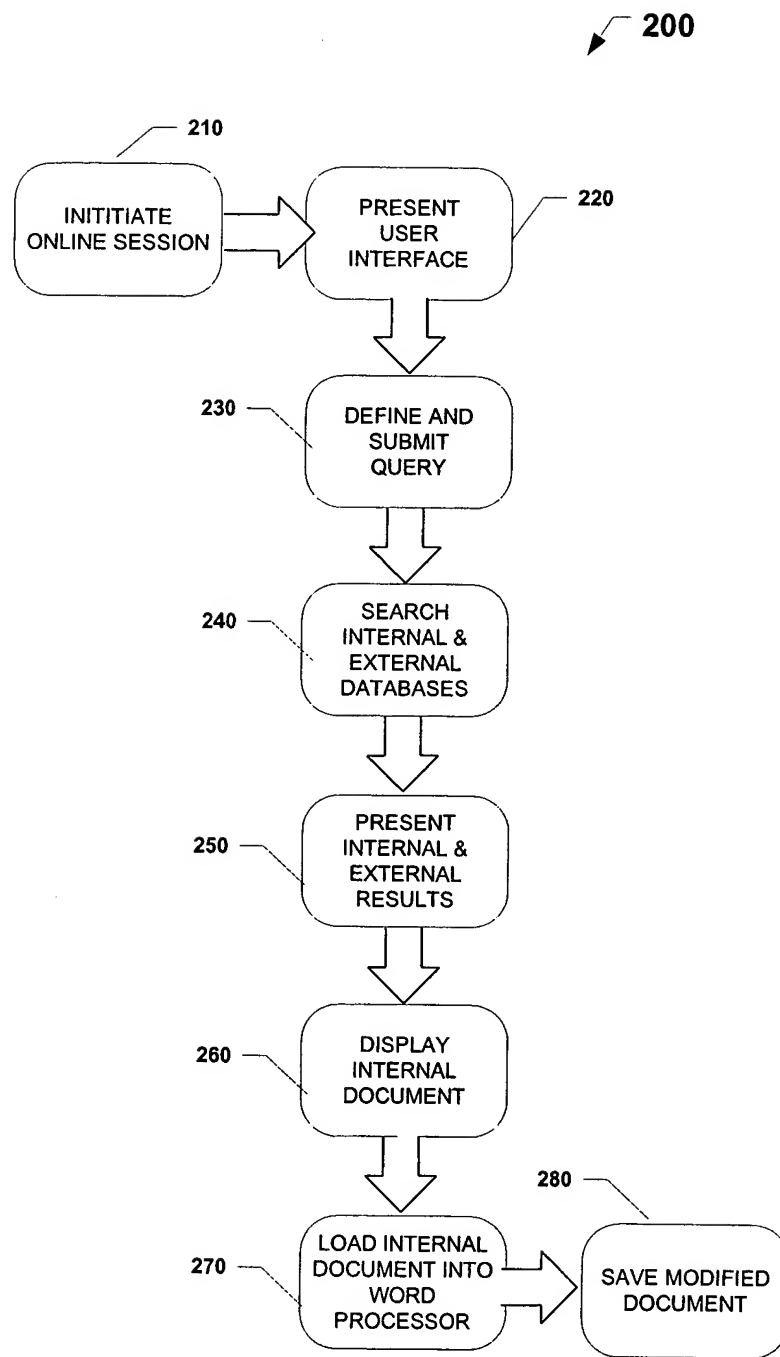 200
210
INITITIATE
ONLINE SESSION
PRESENT
USER
INTERFACE
220
230
DEFINE AND
SUBMIT
QUERY
240
SEARCH
INTERNAL &
EXTERNAL
DATABASES
250
PRESENT
INTERNAL &
EXTERNAL
RESULTS
260
DISPLAY
INTERNAL
DOCUMENT
270
LOAD INTERNAL
DOCUMENT INTO
WORD
PROCESSOR
280
SAVE MODIFIED
DOCUMENT